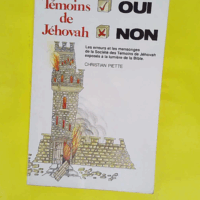 Témoins
de
Jéhovah
OUI
NON
Les erreurs et les mensonges
de la Société des Témoins de Jéhovah
exposés à la lumière de la Bible.
CHRISTIAN PIETTE